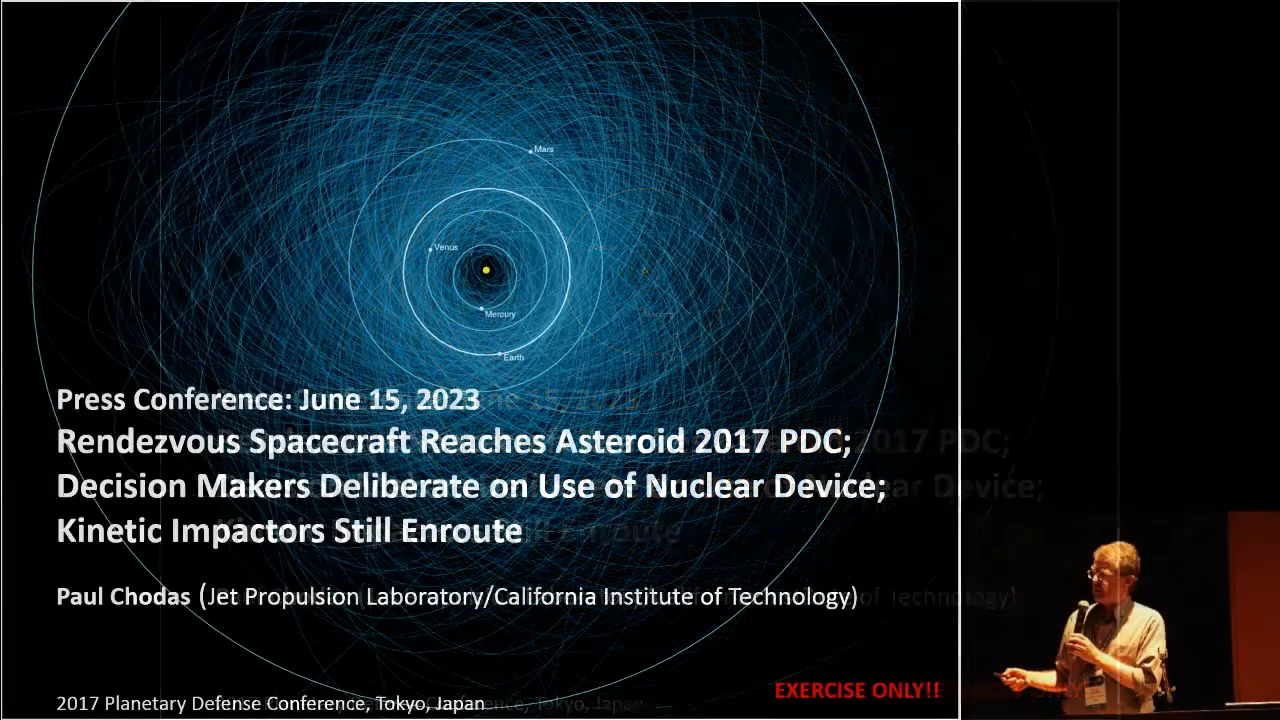 Mars
Venus
Mercury
Earth
Press Conference: June 15, 2023
Rendezvous Spacecraft Reaches Asteroid 2017 PDC;
Decision Makers Deliberate on Use of Nuclear Device;
Kinetic Impactors Still Enroute
Paul Chodas (Jet Propulsion Laboratory/California Institute of Technology)
2017 Planetary Defense Conference, Tokyo, Japan
EXERCISE ONLY!!